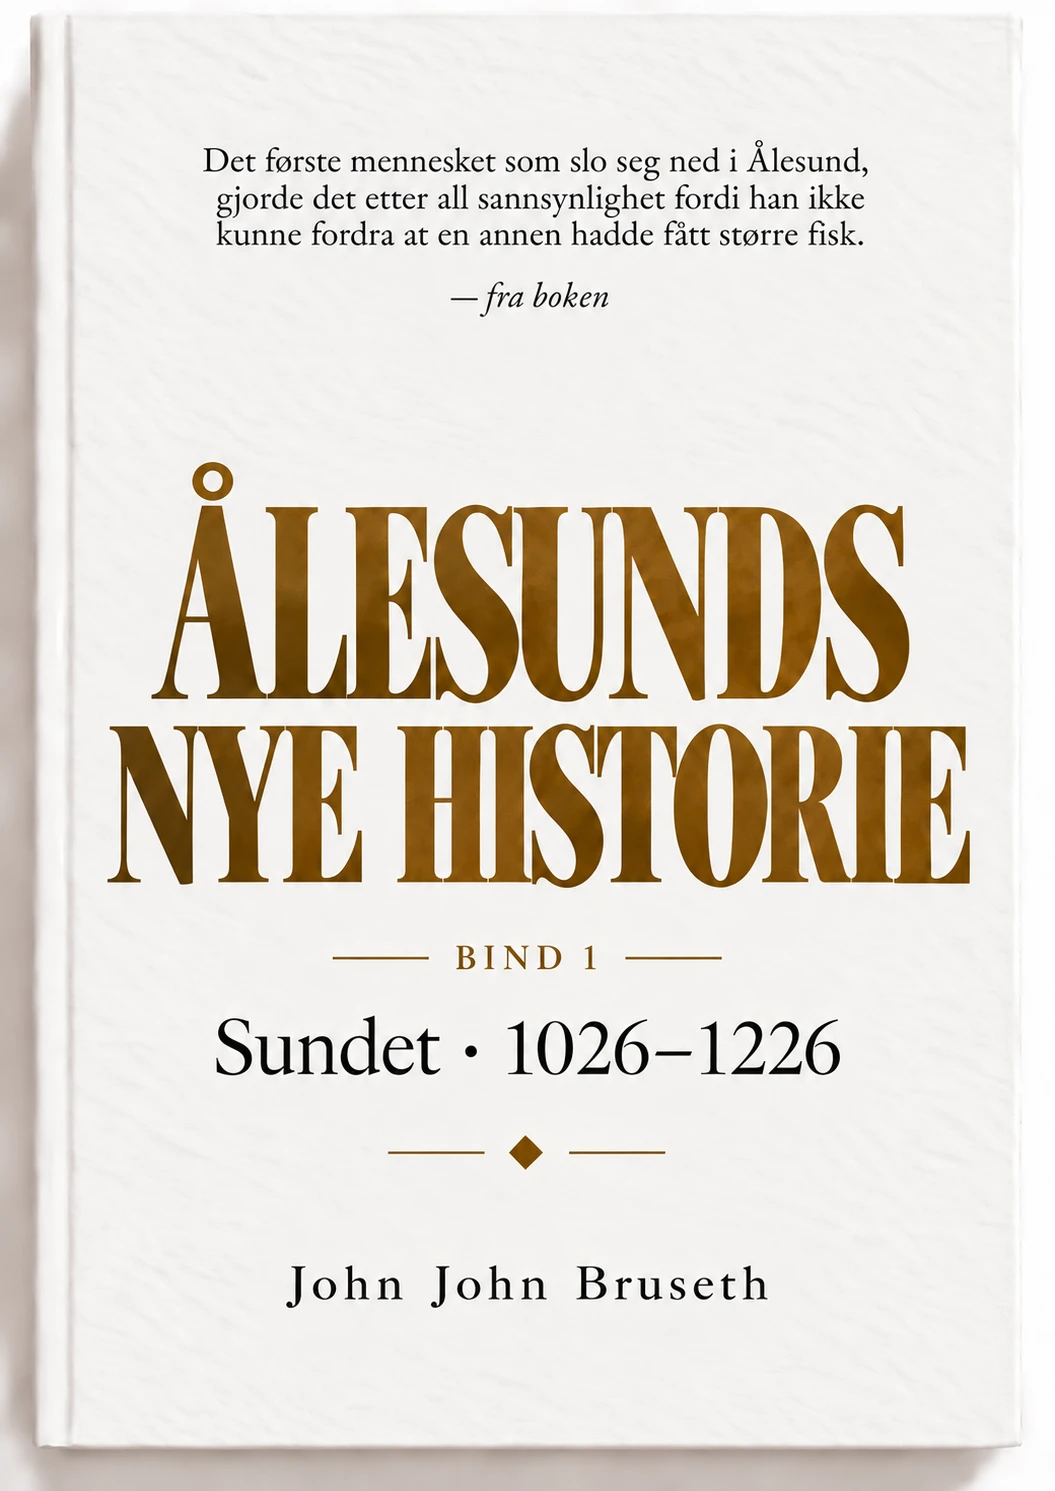 Det første mennesket som slo seg ned i Ålesund,
gjorde det etter all sannsynlighet fordi han ikke
kunne fordra at en annen hadde fått større fisk.
— fra boken
ÅLESUNDS
NYE HISTORIE
BIND 1
Sundet · 1026–1226
John John Bruseth